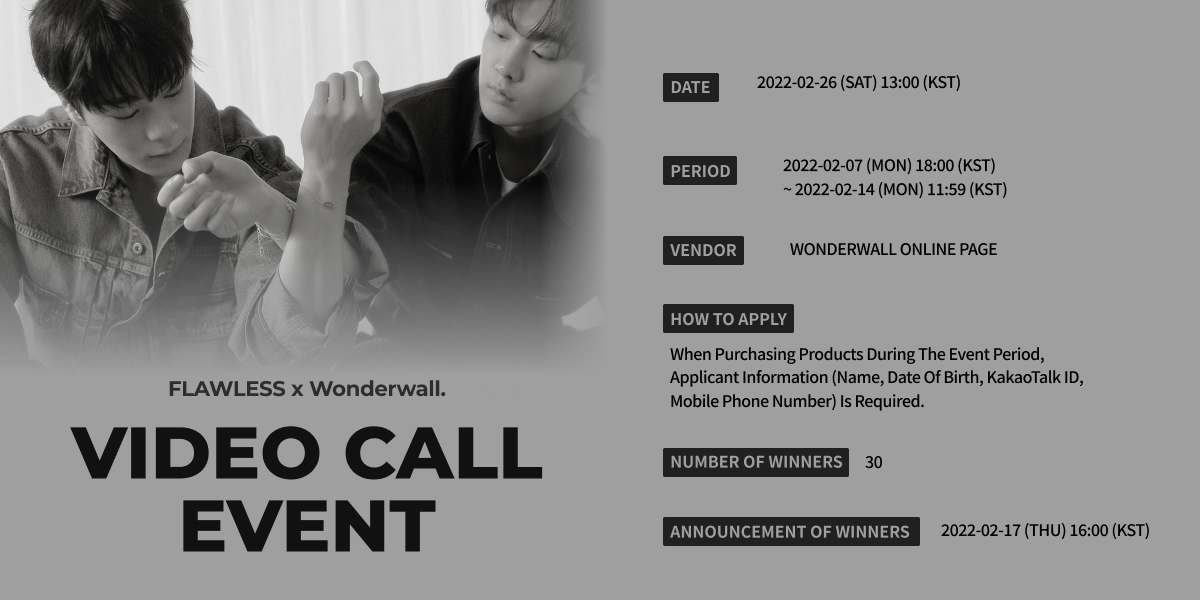 FLAWLESS x Wonderwall.
VIDEO CALL
EVENT
DATE 2022-02-26 (SAT) 13:00 (KST)
PERIOD 2022-02-07 (MON) 18:00 (KST)
~ 2022-02-14 (MON) 11:59 (KST)
VENDOR WONDERWALL ONLINE PAGE
HOW TO APPLY
When Purchasing Products During The Event Period,
Applicant Information (Name, Date Of Birth, KakaoTalk ID,
Mobile Phone Number) Is Required.
NUMBER OF WINNERS 30
ANNOUNCEMENT OF WINNERS 2022-02-17 (THU) 16:00 (KST)